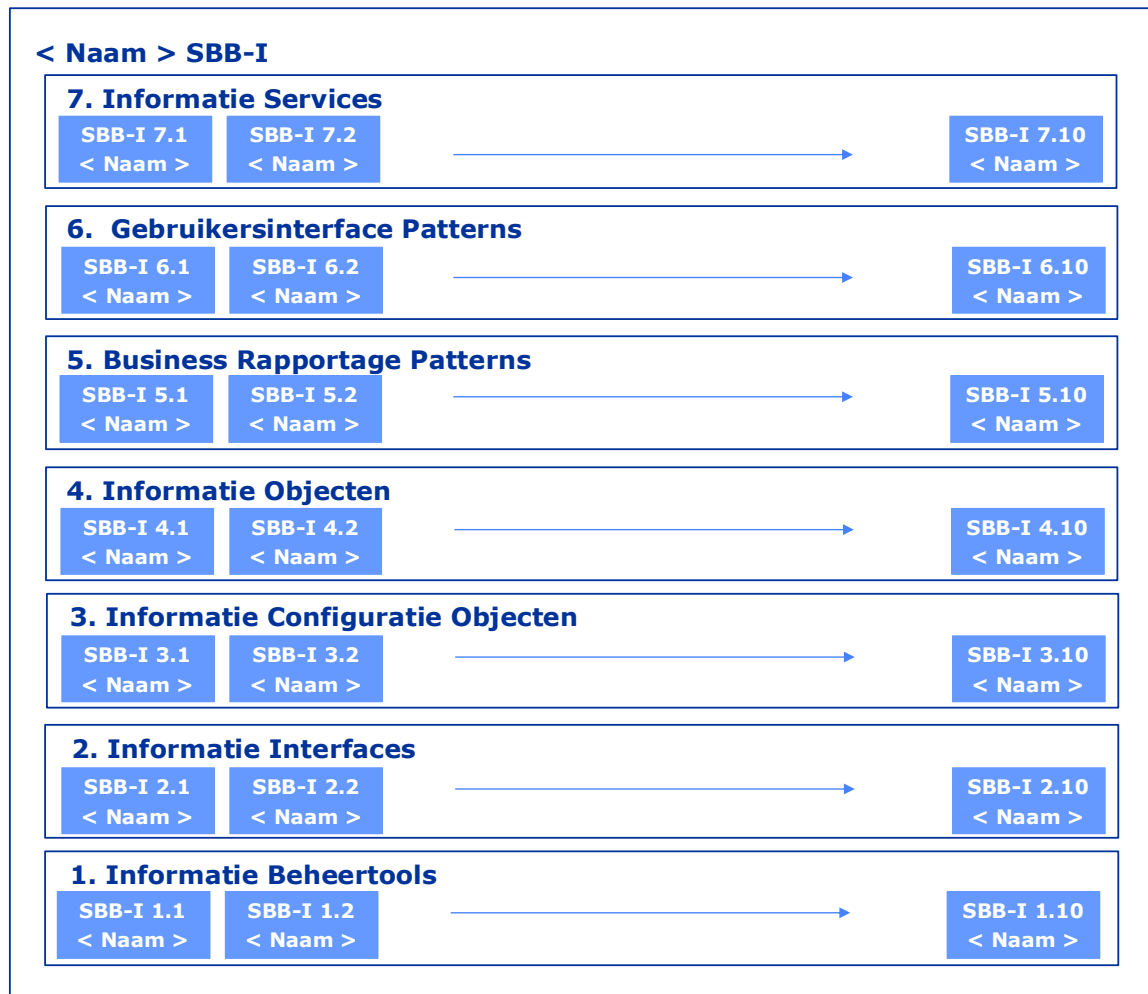 < Naam > SBB-I
7. Informatie Services
SBB-I 7.1 SBB-I 7.2 SBB-I 7.10
< Naam > < Naam > < Naam >
6. Gebruikersinterface Patterns
SBB-I 6.1 SBB-I 6.2 SBB-I 6.10
< Naam > < Naam > < Naam >
5. Business Rapportage Patterns
SBB-I 5.1 SBB-I 5.2 SBB-I 5.10
< Naam > < Naam > < Naam >
4. Informatie Objecten
SBB-I 4.1 SBB-I 4.2 SBB-I 4.10
< Naam > < Naam > < Naam >
3. Informatie Configuratie Objecten
SBB-I 3.1 SBB-I 3.2 SBB-I 3.10
< Naam > < Naam > < Naam >
2. Informatie Interfaces
SBB-I 2.1 SBB-I 2.2 SBB-I 2.10
< Naam > < Naam > < Naam >
1. Informatie Beheertools
SBB-I 1.1 SBB-I 1.2 SBB-I 1.10
< Naam > < Naam > < Naam >